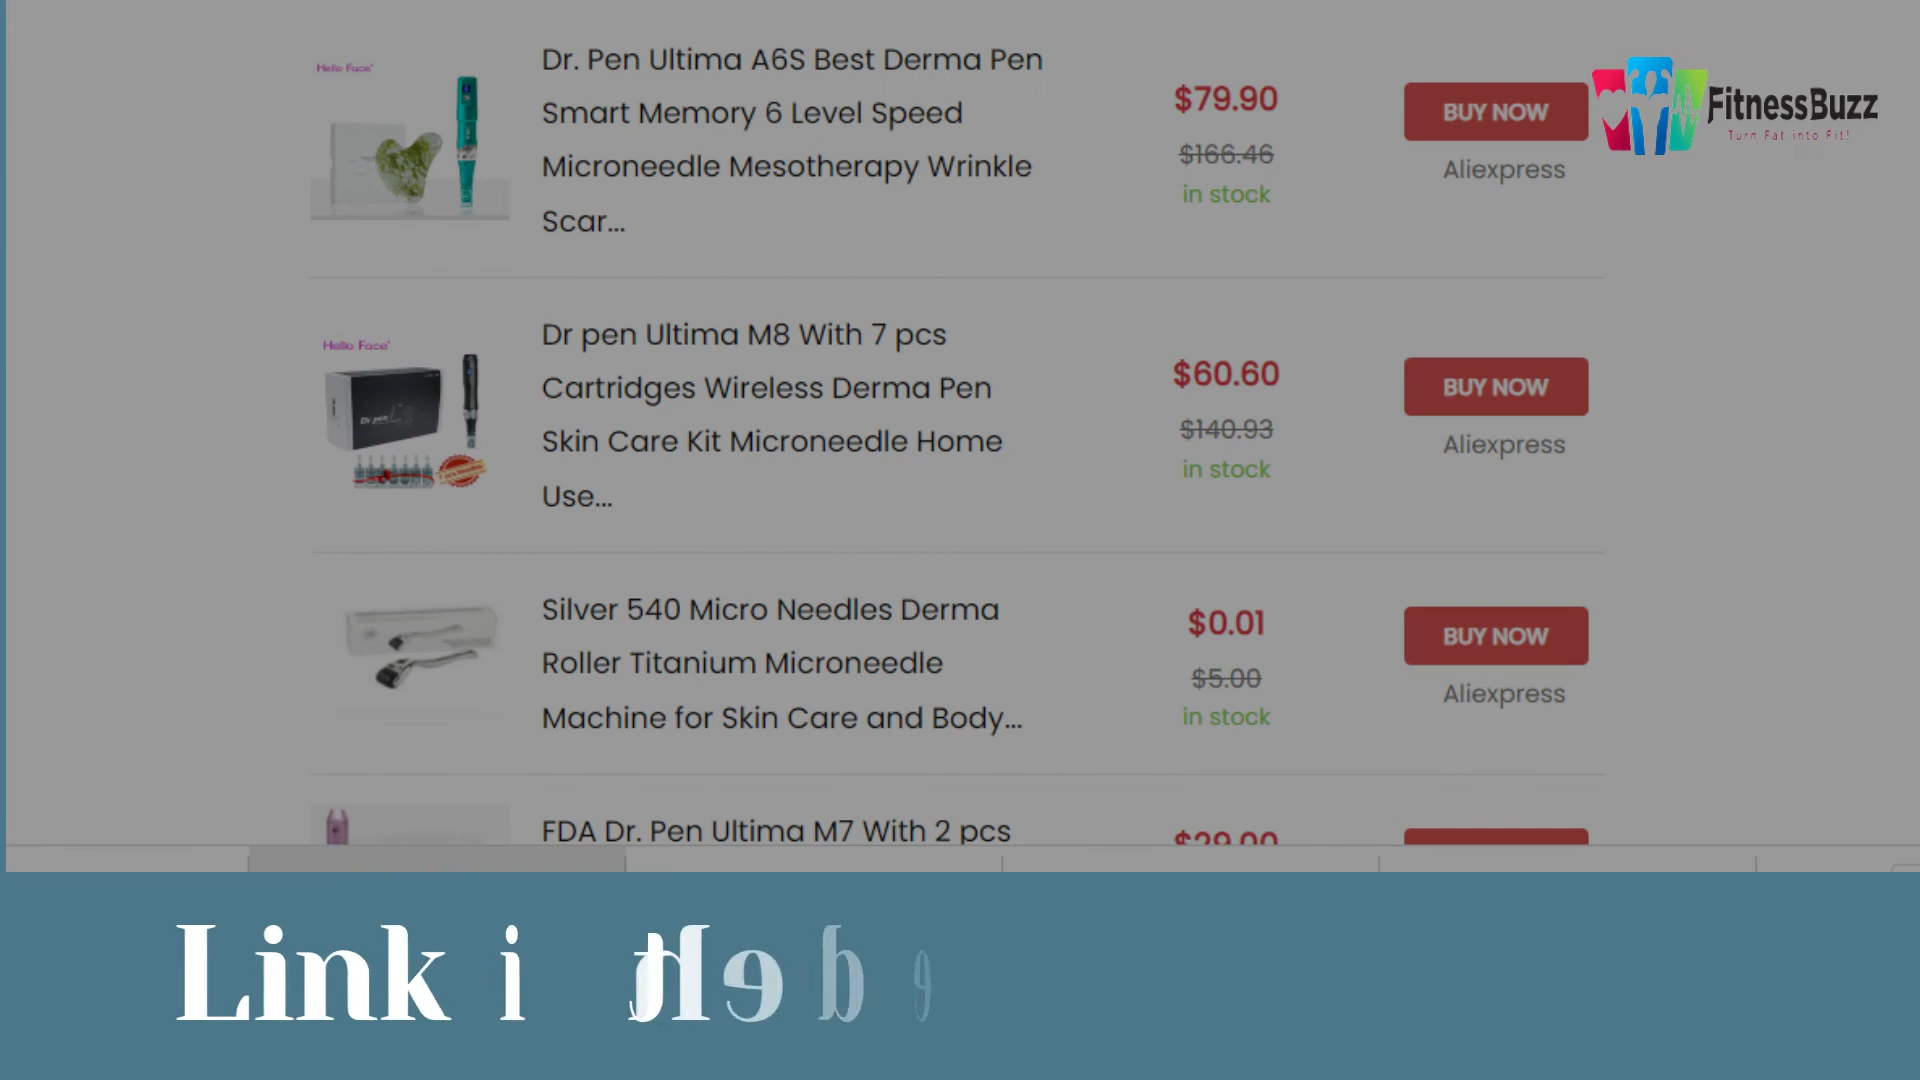 Hello Face
Dr. Pen Ultima A6S Best Derma Pen
Smart Memory 6 Level Speed
Microneedle Mesotherapy Wrinkle
Scar...
$79.90
$166.46
in stock
BUY NOW
Aliexpress
FitnessBuzz
Turn Fat into Fit!
Hello Face
Dr pen
Dr pen Ultima M8 With 7 pcs
Cartridges Wireless Derma Pen
Skin Care Kit Microneedle Home
Use...
$60.60
$140.93
in stock
BUY NOW
Aliexpress
Silver 540 Micro Needles Derma
Roller Titanium Microneedle
Machine for Skin Care and Body...
$0.01
$5.00
in stock
BUY NOW
Aliexpress
FDA Dr. Pen Ultima M7 With 2 pcs
$29.00
Link i